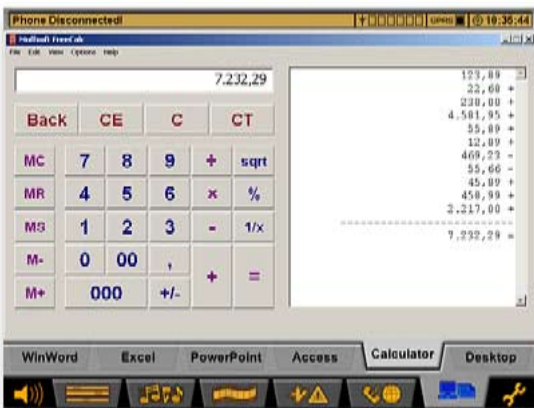 Phone Disconnected!
GPRS
10:35:44
Moffsoft FreeCalc
File Edit View Options Help
7.232,29
Back CE C CT
MC 7 8 9 sqrt
MR 4 5 6 × %
MS 1 2 3 - 1/x
M- 0 00 , + =
M+ 000 +/-
123,89
22,60 +
230,00 +
4.581,95 +
55,89 +
12,89 +
469,23 -
55,66 -
45,89 +
458,99 +
2.217,00 +
7.232,29 =
WinWord Excel PowerPoint Access Calculator Desktop